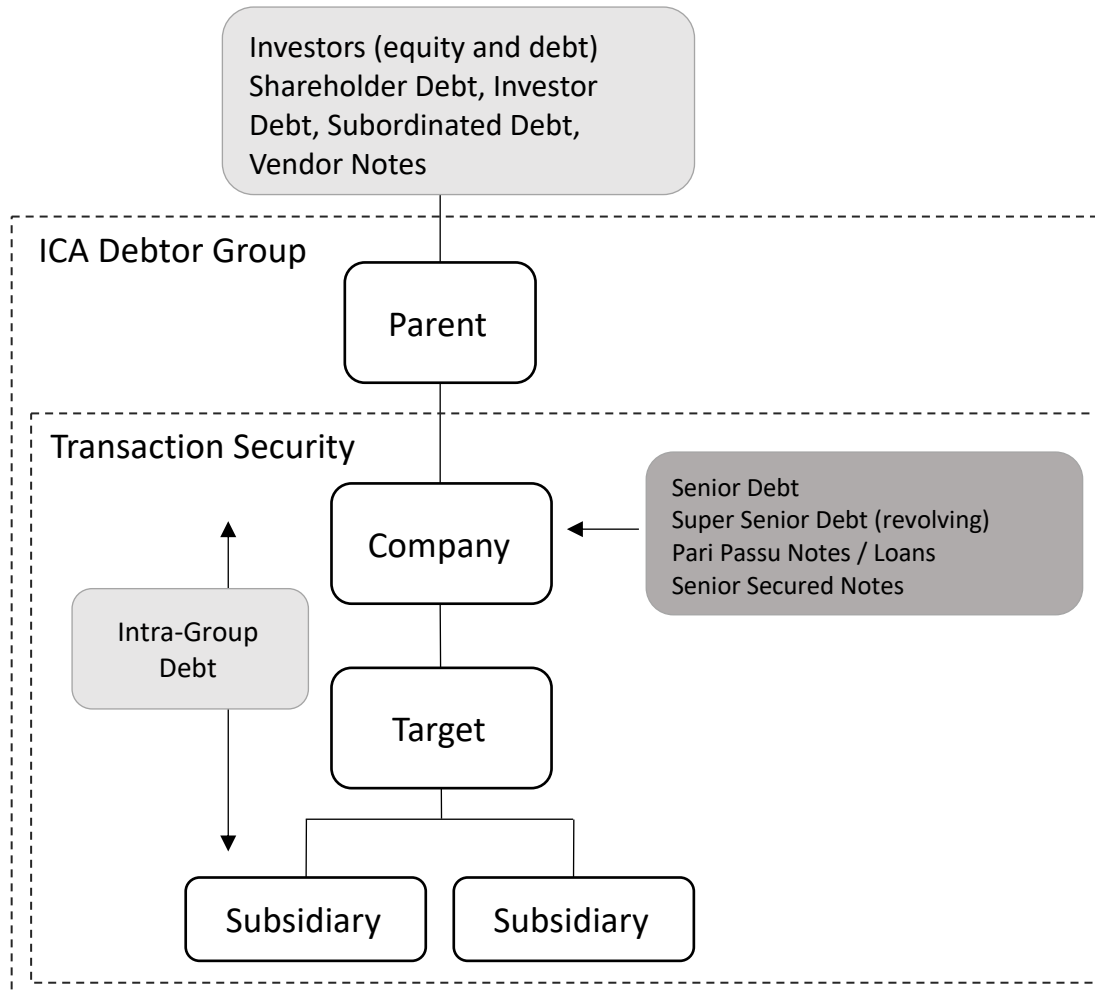 Investors (equity and debt)
Shareholder Debt, Investor
Debt, Subordinated Debt,
Vendor Notes
ICA Debtor Group
Parent
Transaction Security
Company
Senior Debt
Super Senior Debt (revolving)
Pari Passu Notes / Loans
Senior Secured Notes
Intra-Group
Debt
Target
Subsidiary
Subsidiary